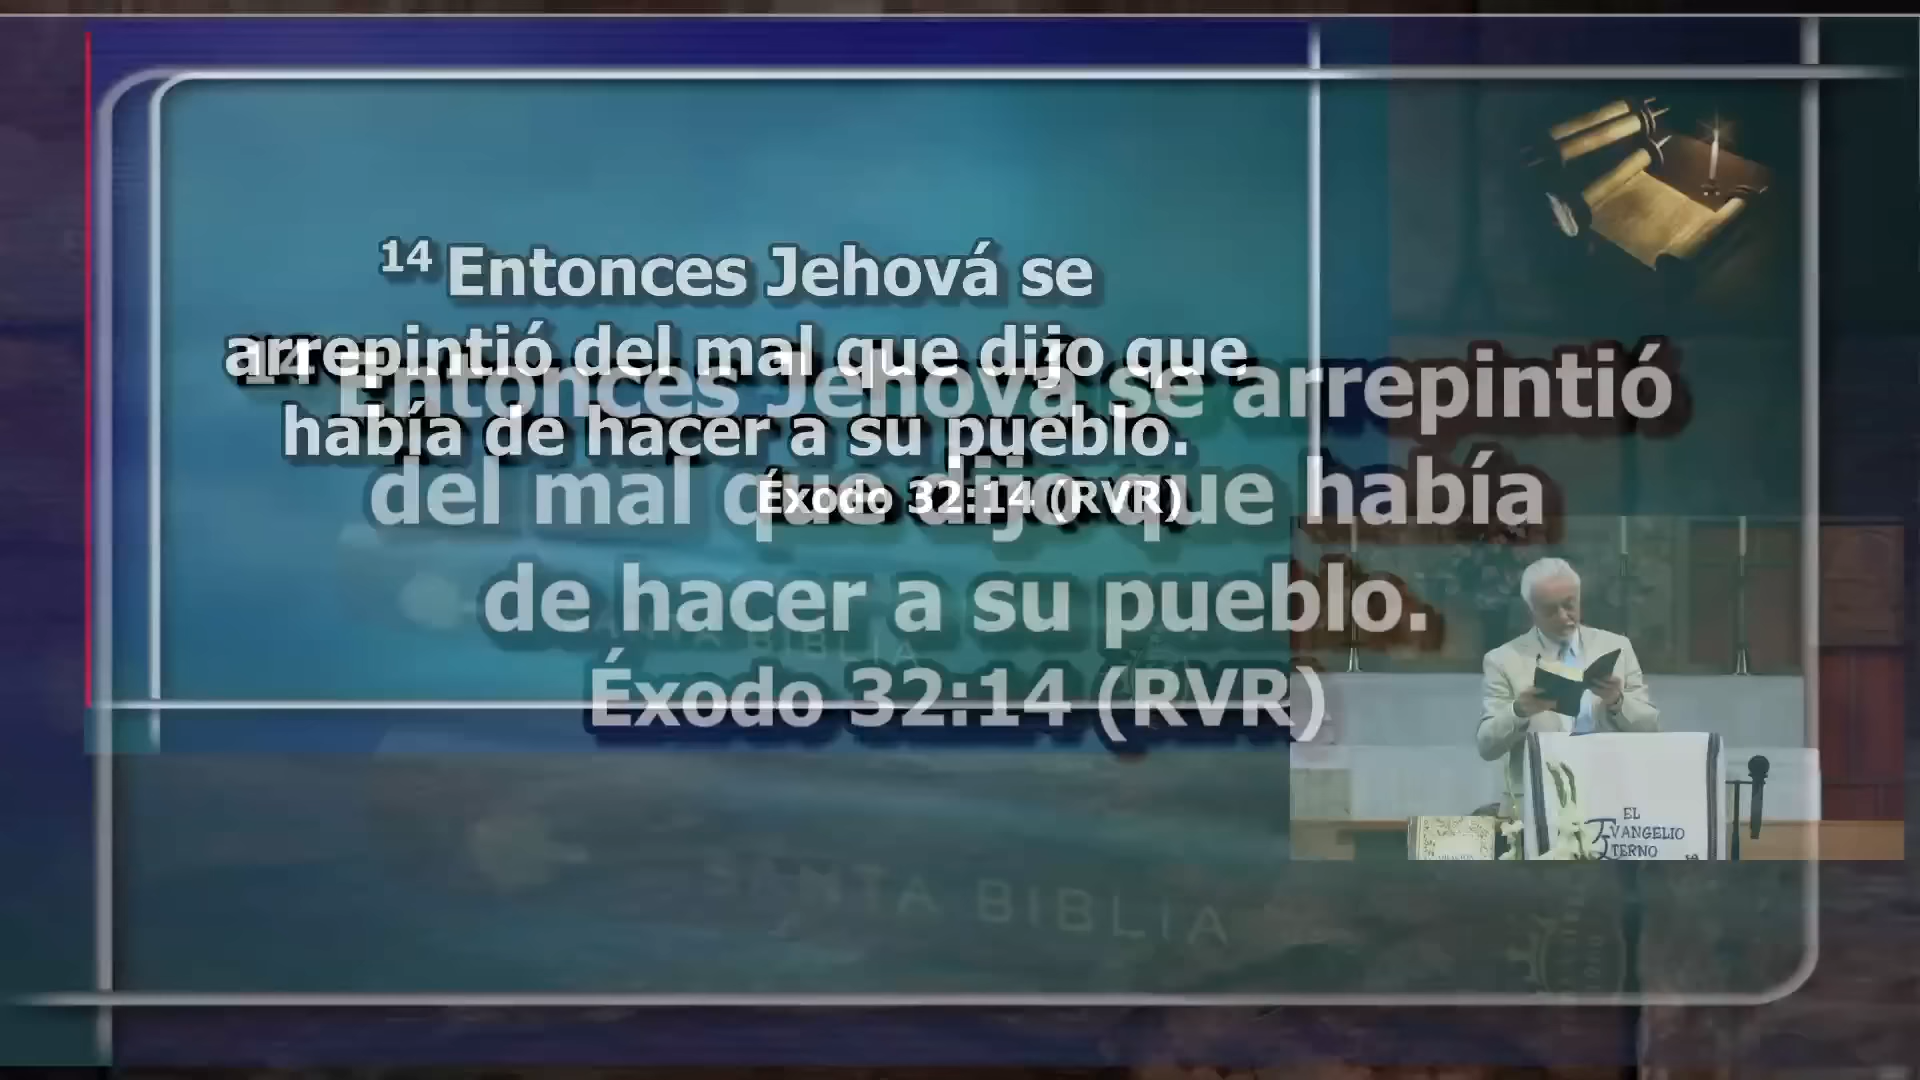 14 Entonces Jehová se
arrepintió del mal que dijo que
había de hacer a su pueblo.
Éxodo 32:14 (RVR)
14 Entonces Jehová se arrepintió
del mal que dijo que había
de hacer a su pueblo.
Éxodo 32:14 (RVR)
SANTA BIBLIA
SANTA BIBLIA
EL
EVANGELIO
ETERNO